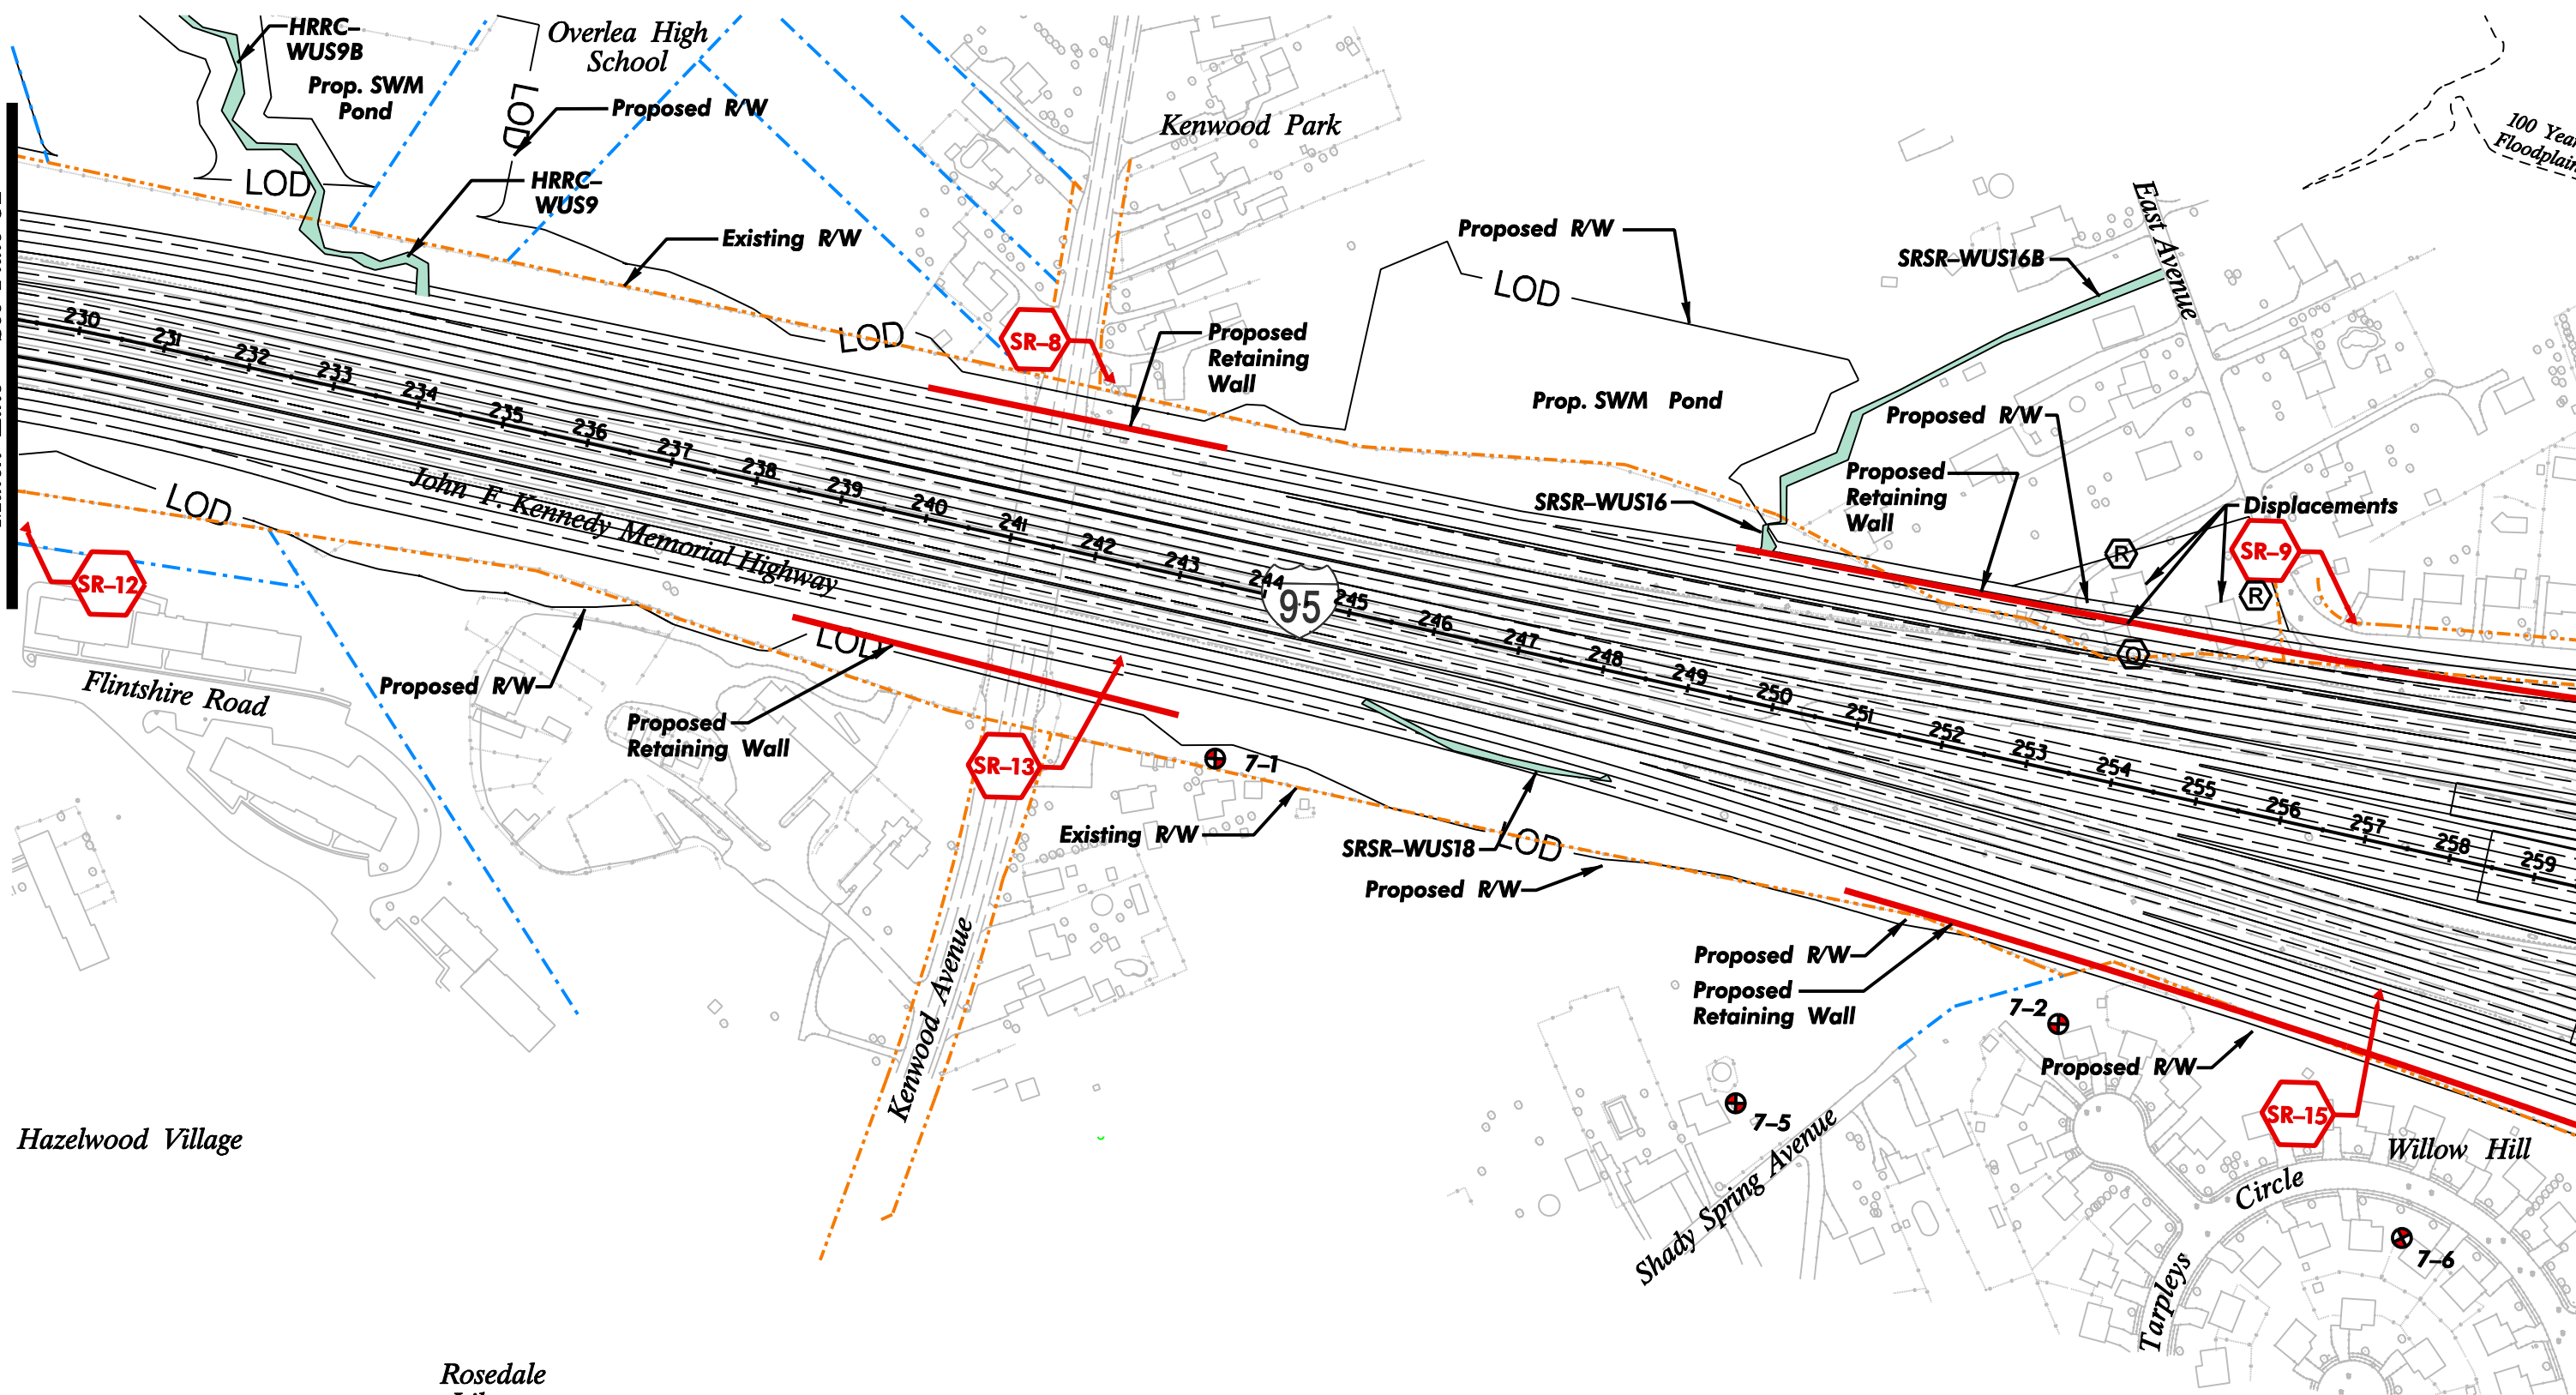 HRRC–
WUS9B
Prop. SWM
Pond
Overlea High
School
LOD
Proposed R/W
LOD
HRRC–
WUS9
Existing R/W
Kenwood Park
LOD
SR–8
Proposed
Retaining
Wall
Proposed R/W
LOD
Prop. SWM Pond
SRSR–WUS16B
East Avenue
100 Yea
Floodplain
Proposed R/W
Proposed
Retaining
Wall
SRSR–WUS16
Displacements
R
SR–9
R
Q
230
231
232
233
234
235
236
237
238
239
240
241
242
243
244
245
246
247
248
249
250
251
252
253
254
255
256
257
258
259
95
John F. Kennedy Memorial Highway
LOD
SR–12
Flintshire Road
Proposed R/W
LOD
Proposed
Retaining Wall
SR–13
7–1
Existing R/W
SRSR–WUS18
LOD
Proposed R/W
Kenwood Avenue
Proposed R/W
Proposed
Retaining Wall
7–2
Proposed R/W
7–5
Shady Spring Avenue
SR–15
Willow Hill
Tarpleys
Circle
7–6
Hazelwood Village
Rosedale